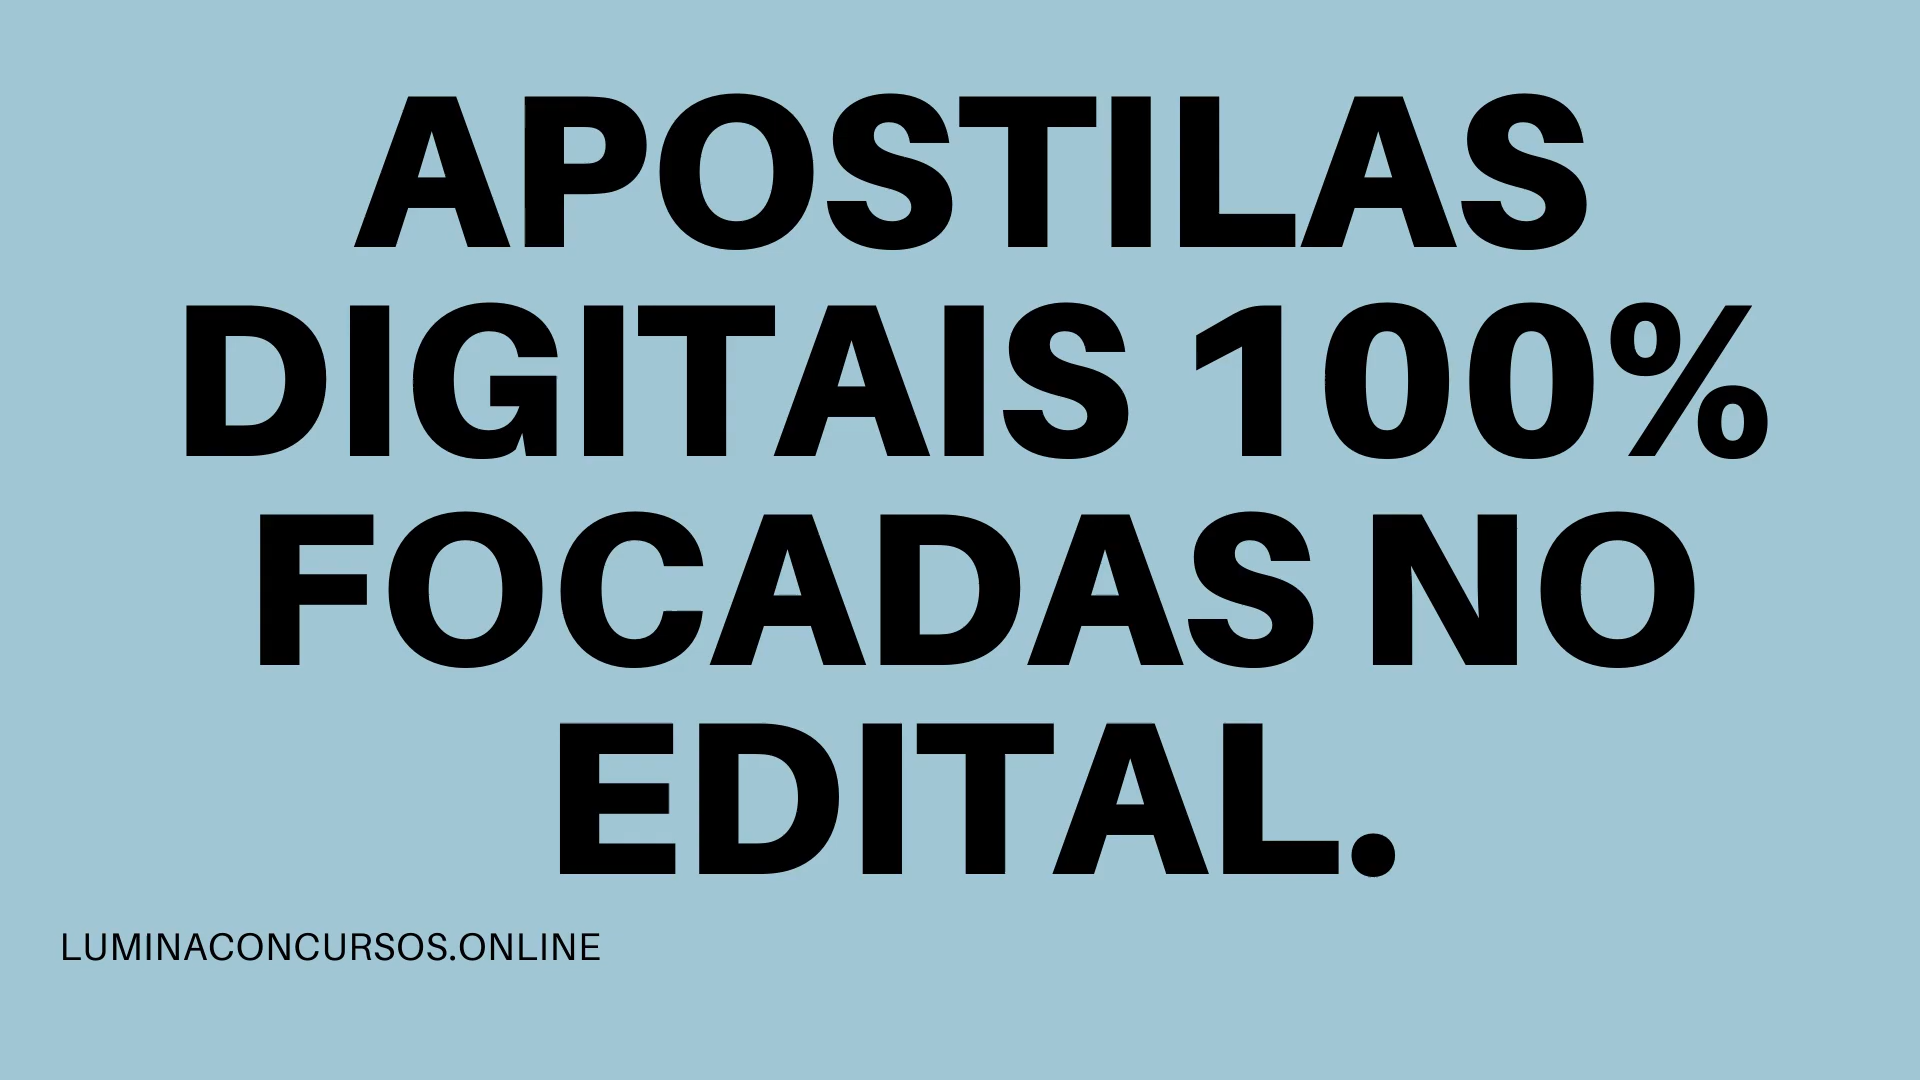 APOSTILAS
DIGITAIS 100%
FOCADAS NO
EDITAL.
LUMINACONCURSOS.ONLINE